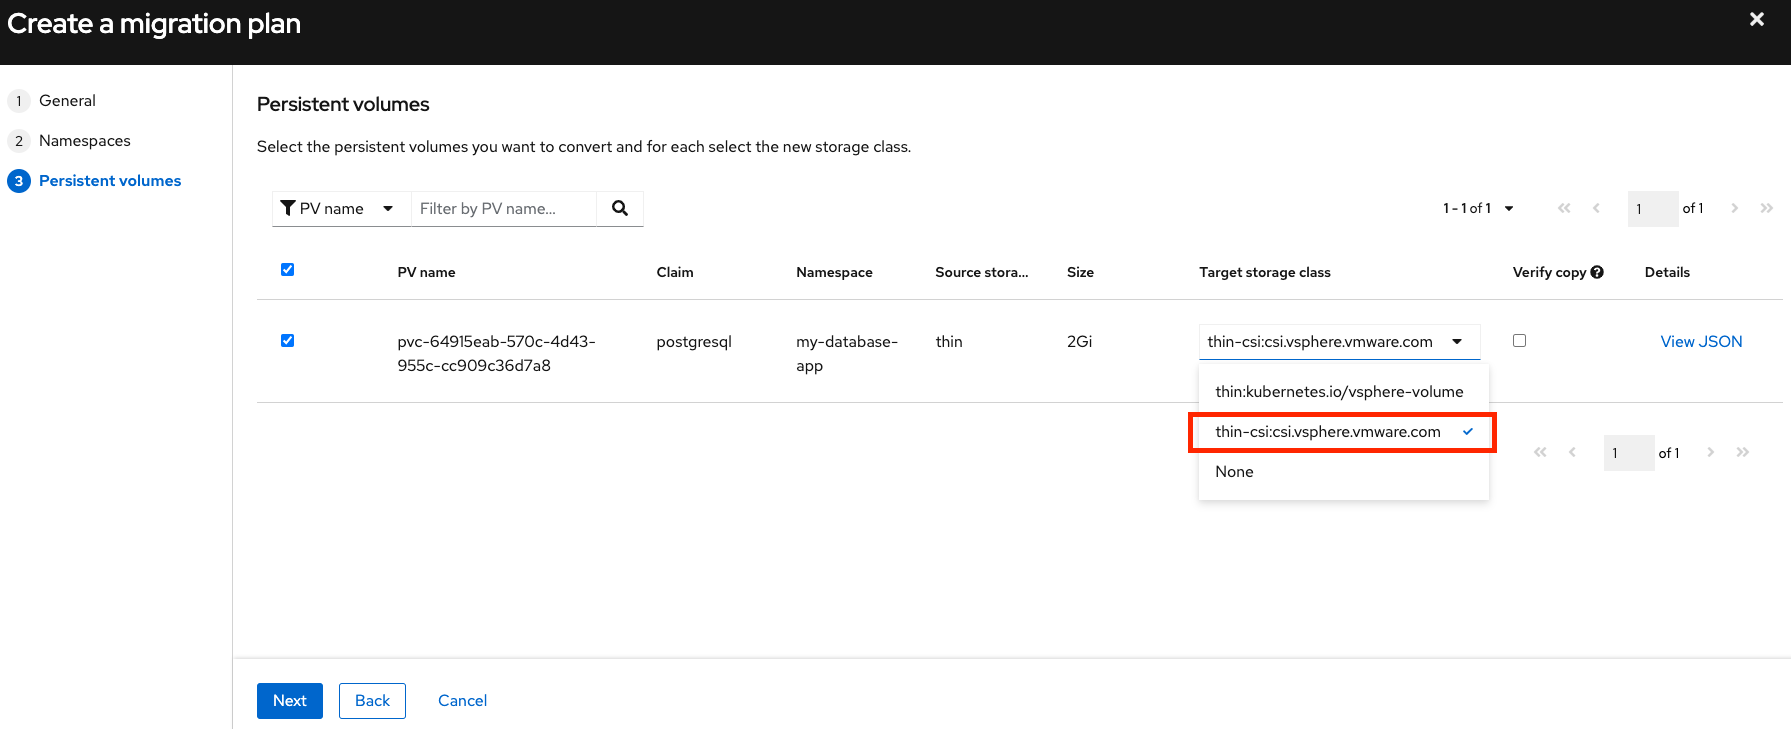 Create a migration plan
1 General
2 Namespaces
3 Persistent volumes
Persistent volumes
Select the persistent volumes you want to convert and for each select the new storage class.
PV name Filter by PV name... 1 - 1 of 1 1 of 1
PV name Claim Namespace Source stora... Size Target storage class Verify copy ? Details
pvc-64915eab-570c-4d43- postgresql my-database- thin 2Gi thin-csi:csi.vsphere.vmware.com View JSON
955c-cc909c36d7a8 app
thin:kubernetes.io/vsphere-volume
thin-csi:csi.vsphere.vmware.com
1 of 1
None
Next Back Cancel